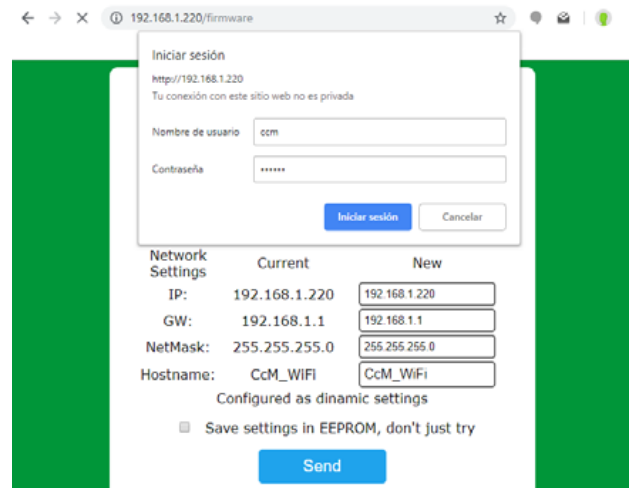 192.168.1.220/firmware
Iniciar sesión
http://192.168.1.220
Tu conexión con este sitio web no es privada
Nombre de usuario ccm
Contraseña ••••••
Iniciar sesión Cancelar
Network Settings Current New
IP: 192.168.1.220 192.168.1.220
GW: 192.168.1.1 192.168.1.1
NetMask: 255.255.255.0 255.255.255.0
Hostname: CcM_WiFi CcM_WiFi
Configured as dinamic settings
Save settings in EEPROM, don't just try
Send